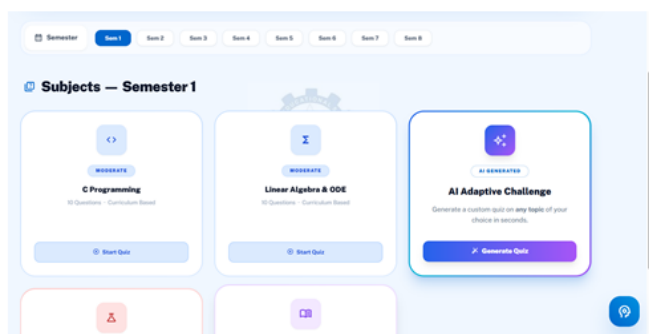 Semester Sem 1 Sem 2 Sem 3 Sem 4 Sem 5 Sem 6 Sem 7 Sem 8
Subjects — Semester 1
MODERATE
C Programming
10 Questions · Curriculum Based
Start Quiz
MODERATE
Linear Algebra & ODE
10 Questions · Curriculum Based
Start Quiz
AI GENERATED
AI Adaptive Challenge
Generate a custom quiz on any topic of your
choice in seconds.
Generate Quiz